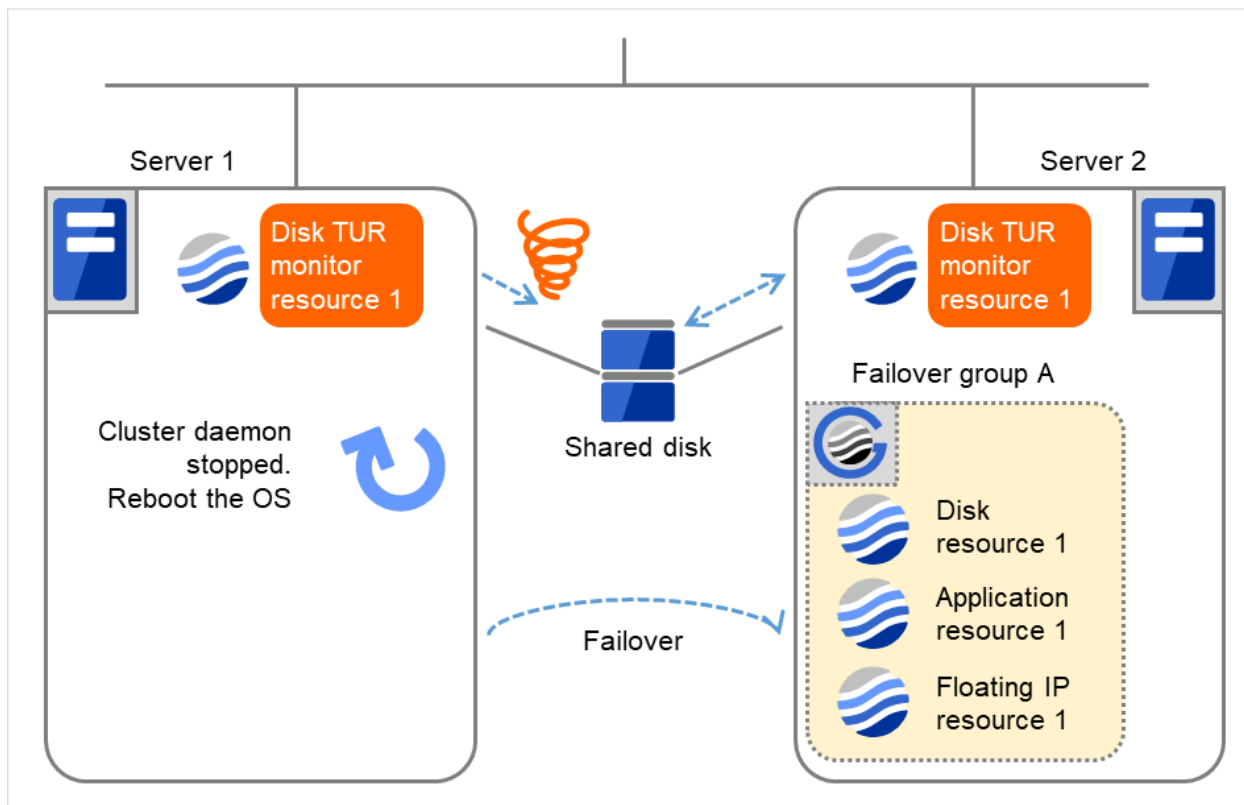 Server 1
Server 2
Disk TUR
monitor
resource 1
Disk TUR
monitor
resource 1
Shared disk
Cluster daemon
stopped.
Reboot the OS
Failover
Failover group A
Disk
resource 1
Application
resource 1
Floating IP
resource 1